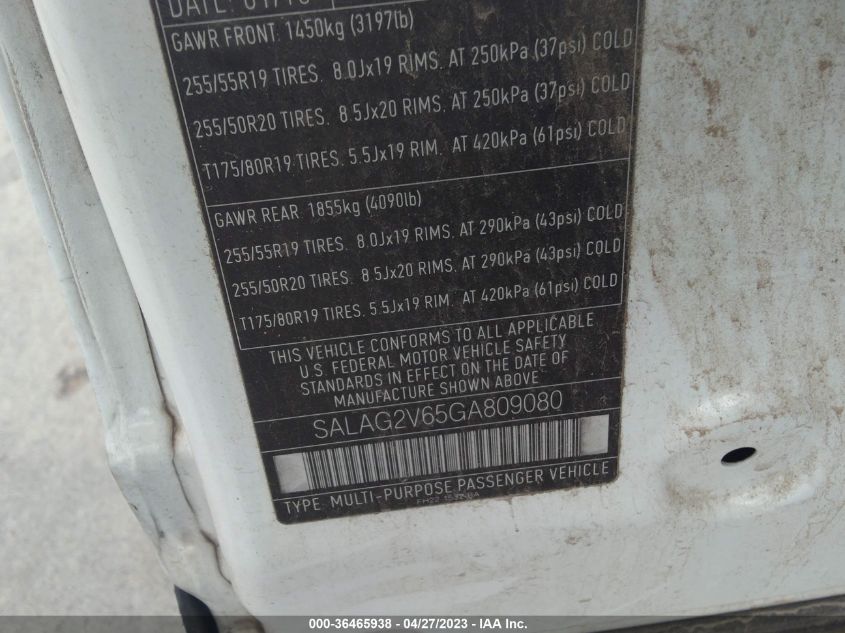 DATE:
GAWR FRONT: 1450kg (3197lb)
255/55R19 TIRES. 8.0Jx19 RIMS. AT 250kPa (37psi) COLD
255/50R20 TIRES. 8.5Jx20 RIMS. AT 250kPa (37psi) COLD
T175/80R19 TIRES. 5.5Jx19 RIM. AT 420kPa (61psi) COLD
GAWR REAR: 1855kg (4090lb)
255/55R19 TIRES. 8.0Jx19 RIMS. AT 290kPa (43psi) COLD
255/50R20 TIRES. 8.5Jx20 RIMS. AT 290kPa (43psi) COLD
T175/80R19 TIRES. 5.5Jx19 RIM. AT 420kPa (61psi) COLD
THIS VEHICLE CONFORMS TO ALL APPLICABLE
U.S. FEDERAL MOTOR VEHICLE SAFETY
STANDARDS IN EFFECT ON THE DATE OF
MANUFACTURE SHOWN ABOVE
SALAG2V65GA809080
TYPE: MULTI-PURPOSE PASSENGER VEHICLE
000-36465938 - 04/27/2023 - IAA Inc.